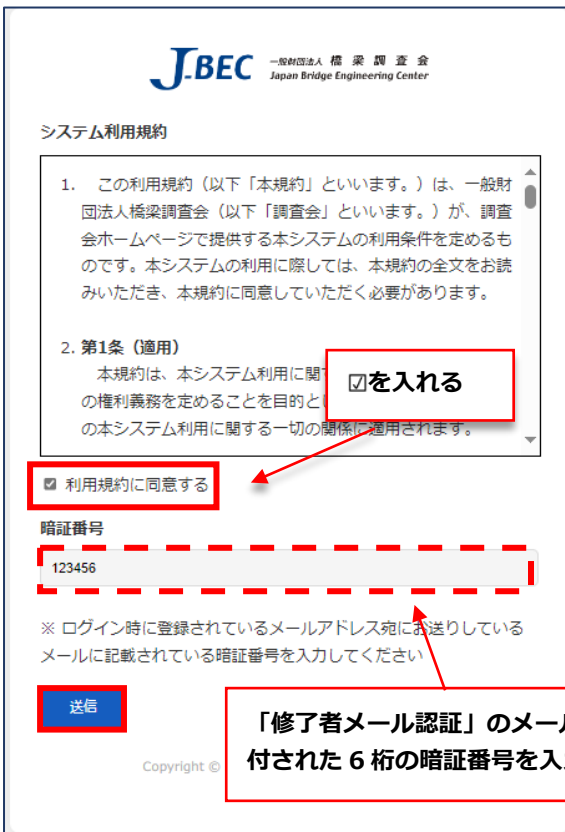 J-BEC 一般財団法人 橋梁調査会
Japan Bridge Engineering Center
システム利用規約
1. この利用規約（以下「本規約」といいます。）は、一般財
団法人橋梁調査会（以下「調査会」といいます。）が、調査
会ホームページで提供する本システムの利用条件を定めるも
のです。本システムの利用に際しては、本規約の全文をお読
みいただき、本規約に同意していただく必要があります。
2. 第1条（適用）
本規約は、本システム利用に関
☑を入れる
の権利義務を定めることを目的と
の本システム利用に関する一切の関係に適用されます。
☑ 利用規約に同意する
暗証番号
123456
※ ログイン時に登録されているメールアドレス宛にお送りしている
メールに記載されている暗証番号を入力してください
送信
「修了者メール認証」のメール
付された 6 桁の暗証番号を入
Copyright ©